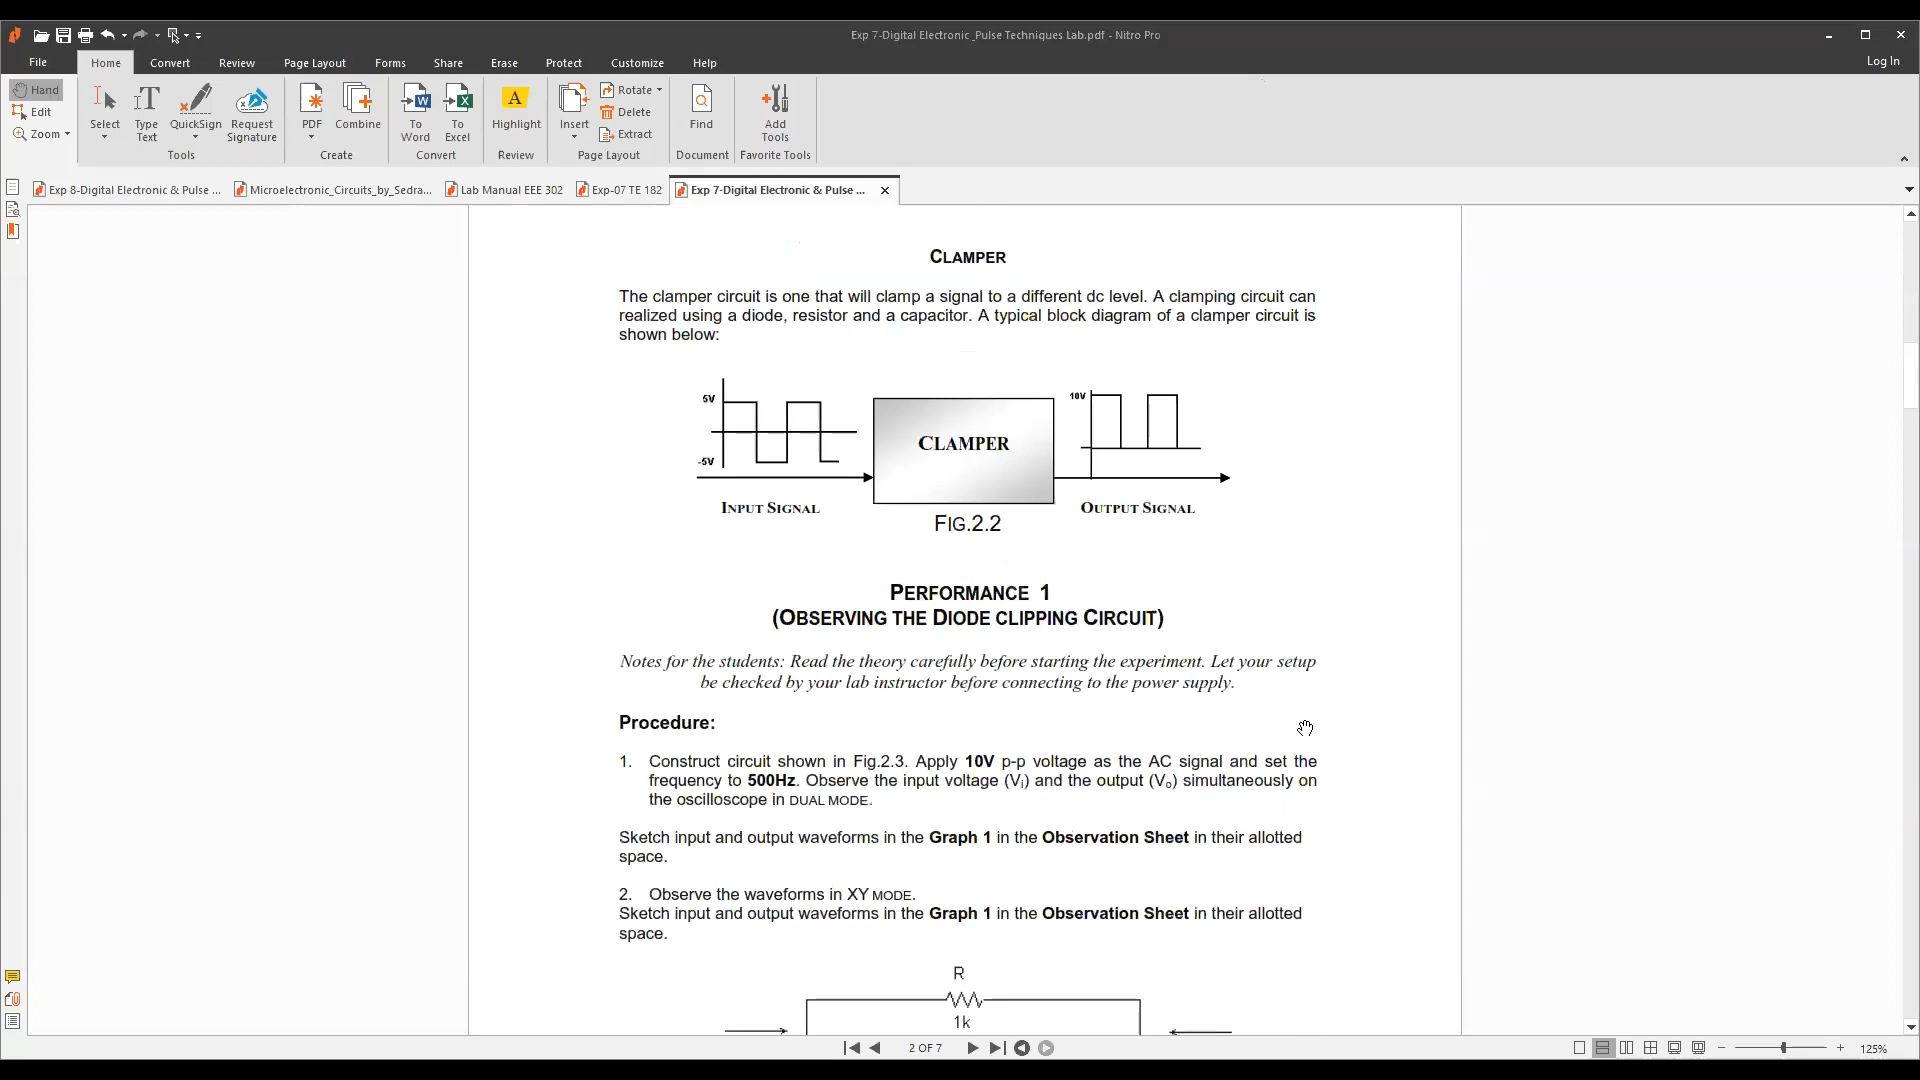 Exp 7-Digital Electronic _Pulse Techniques Lab.pdf - Nitro Pro
File Home Convert Review Page Layout Forms Share Erase Protect Customize Help Log In
Hand
Edit
Zoom
Select
Type Text
QuickSign
Request Signature
Tools
PDF
Combine
Create
To Word
To Excel
Convert
Highlight
Review
Insert
Rotate
Delete
Extract
Page Layout
Find
Document
Add Tools
Favorite Tools
Exp 8-Digital Electronic & Pulse ... Microelectronic_Circuits_by_Sedra... Lab Manual EEE 302 Exp-07 TE 182 Exp 7-Digital Electronic & Pulse ...
CLAMPER
The clamper circuit is one that will clamp a signal to a different dc level. A clamping circuit can
realized using a diode, resistor and a capacitor. A typical block diagram of a clamper circuit is
shown below:
5V
-5V
INPUT SIGNAL
CLAMPER
10V
OUTPUT SIGNAL
FIG.2.2
PERFORMANCE 1
(OBSERVING THE DIODE CLIPPING CIRCUIT)
Notes for the students: Read the theory carefully before starting the experiment. Let your setup
be checked by your lab instructor before connecting to the power supply.
Procedure:
1. Construct circuit shown in Fig.2.3. Apply 10V p-p voltage as the AC signal and set the
frequency to 500Hz. Observe the input voltage (Vi) and the output (Vo) simultaneously on
the oscilloscope in DUAL MODE.
Sketch input and output waveforms in the Graph 1 in the Observation Sheet in their allotted
space.
2. Observe the waveforms in XY MODE.
Sketch input and output waveforms in the Graph 1 in the Observation Sheet in their allotted
space.
R
1k
2 OF 7
125%